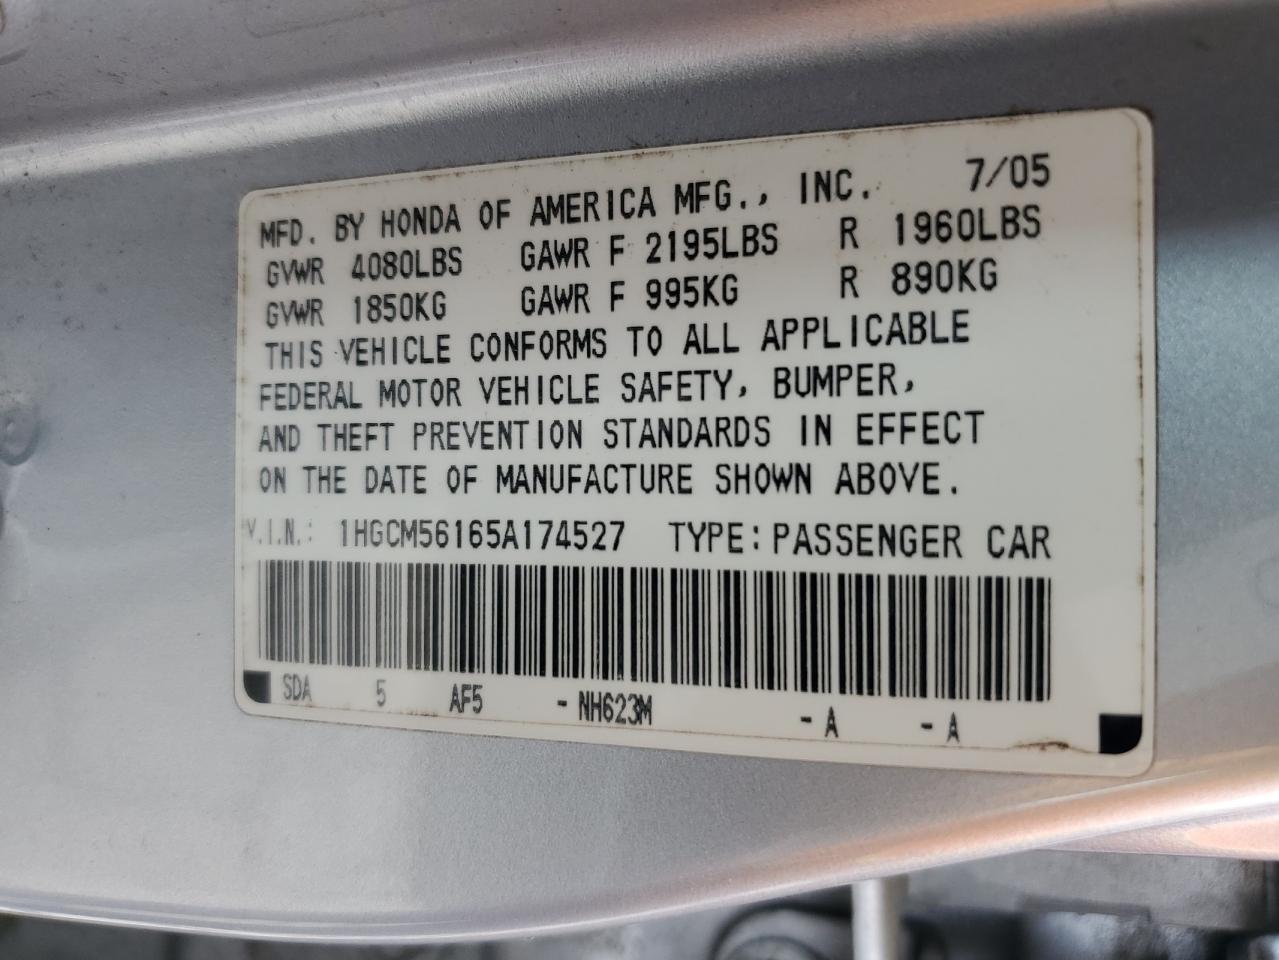 MFD. BY HONDA OF AMERICA MFG., INC. 7/05
GVWR 4080LBS GAWR F 2195LBS R 1960LBS
GVWR 1850KG GAWR F 995KG R 890KG
THIS VEHICLE CONFORMS TO ALL APPLICABLE
FEDERAL MOTOR VEHICLE SAFETY, BUMPER,
AND THEFT PREVENTION STANDARDS IN EFFECT
ON THE DATE OF MANUFACTURE SHOWN ABOVE.
V.I.N.: 1HGCM56165A174527 TYPE: PASSENGER CAR
SDA 5 AF5 - NH623M - A - A